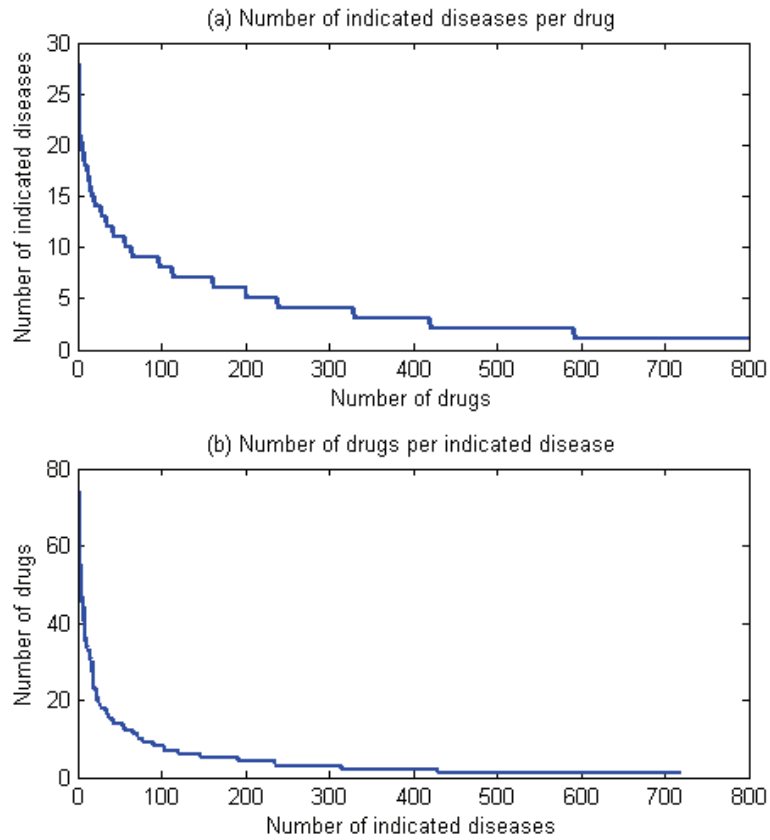 (a) Number of indicated diseases per drug
Number of indicated diseases
30
25
20
15
10
5
0
0 100 200 300 400 500 600 700 800
Number of drugs
(b) Number of drugs per indicated disease
Number of drugs
80
60
40
20
0
0 100 200 300 400 500 600 700 800
Number of indicated diseases